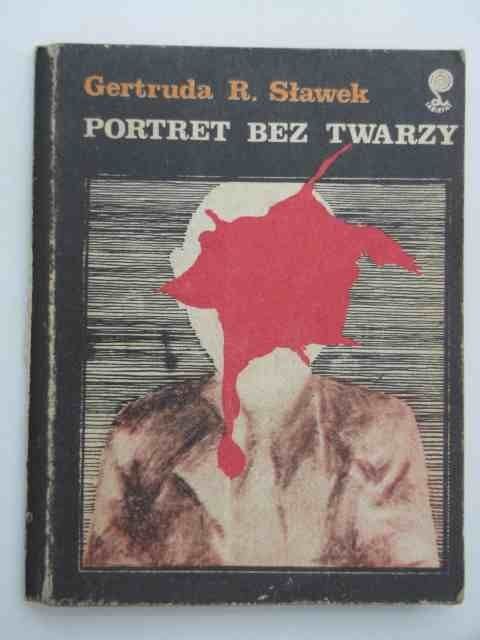 Gertruda R. Sławek
PORTRET BEZ TWARZY